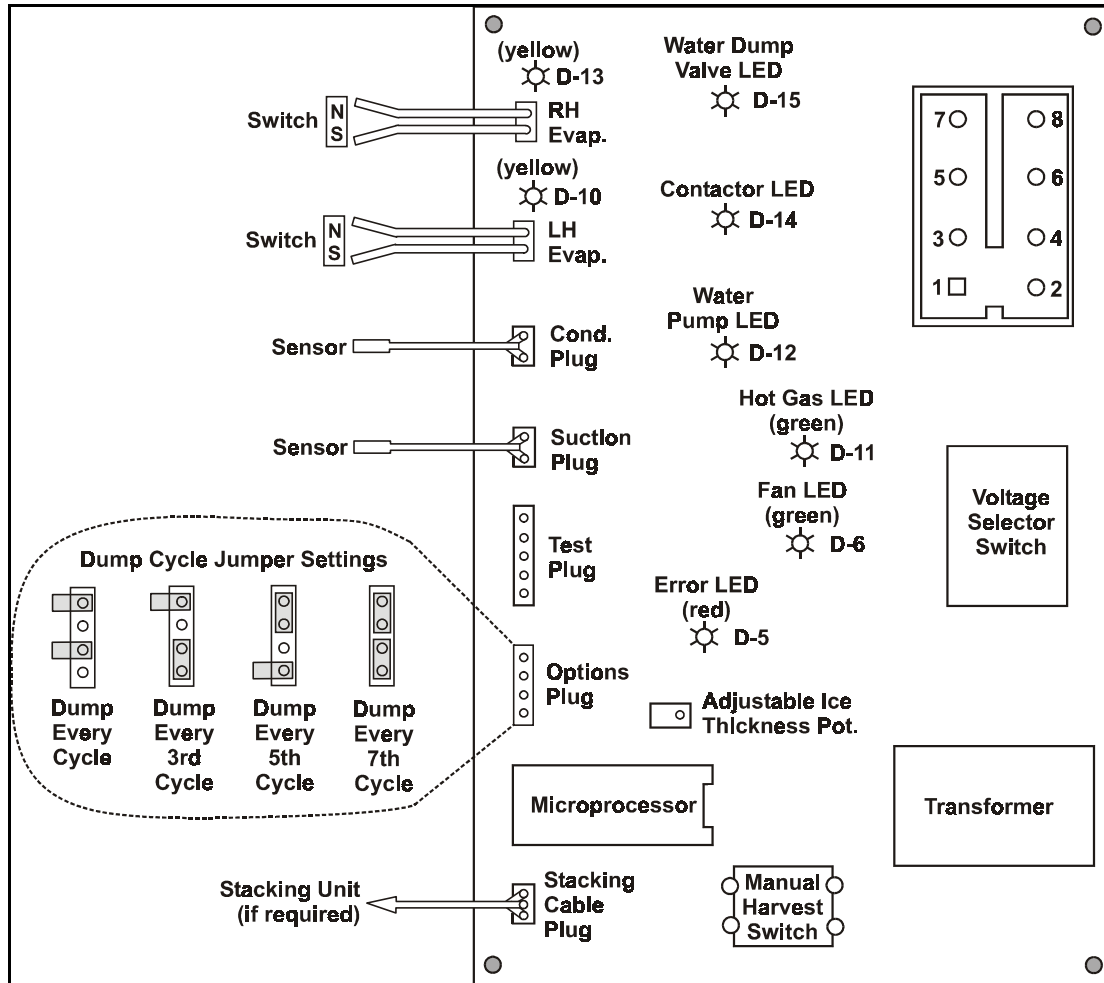 (yellow)
D-13
Water Dump
Valve LED
D-15
Switch
N
S
RH
Evap.
7
8
(yellow)
D-10
Contactor LED
D-14
5
6
Switch
N
S
LH
Evap.
3
4
1
2
Water
Pump LED
D-12
Sensor
Cond.
Plug
Hot Gas LED
(green)
D-11
Sensor
Suction
Plug
Fan LED
(green)
D-6
Voltage
Selector
Switch
Dump Cycle Jumper Settings
Test
Plug
Error LED
(red)
D-5
Dump
Every
Cycle
Dump
Every
3rd
Cycle
Dump
Every
5th
Cycle
Dump
Every
7th
Cycle
Options
Plug
Adjustable Ice
Thickness Pot.
Microprocessor
Transformer
Stacking Unit
(if required)
Stacking
Cable
Plug
Manual
Harvest
Switch